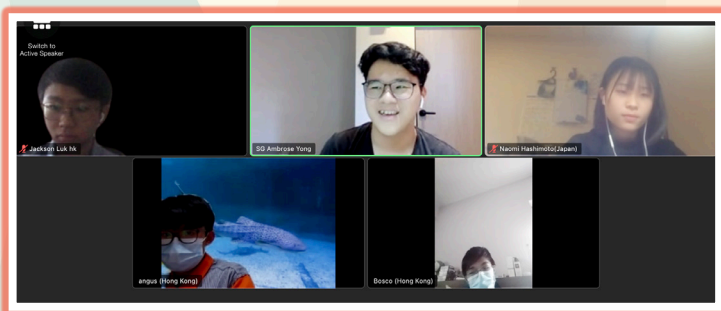 Switch to
Active Speaker
Jackson Luk hk
SG Ambrose Yong
Naomi Hashimoto(Japan)
angus (Hong Kong)
Bosco (Hong Kong)